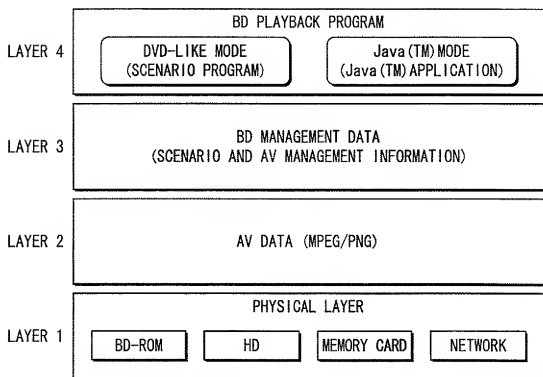 BD PLAYBACK PROGRAM
LAYER 4
DVD-LIKE MODE
(SCENARIO PROGRAM)
Java(TM)MODE
(Java(TM)APPLICATION)
LAYER 3
BD MANAGEMENT DATA
(SCENARIO AND AV MANAGEMENT INFORMATION)
LAYER 2
AV DATA (MPEG/PNG)
PHYSICAL LAYER
LAYER 1
BD-ROM
HD
MEMORY CARD
NETWORK